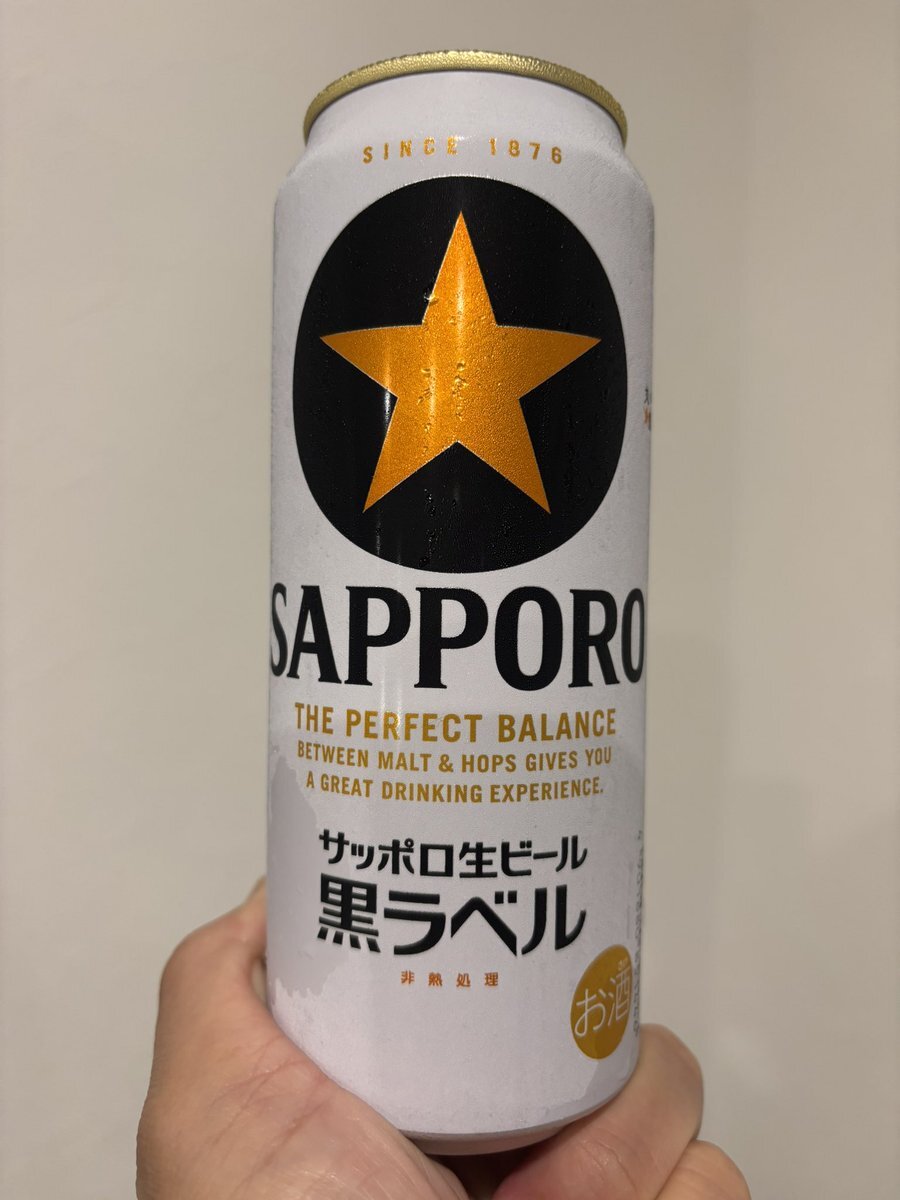 SINCE 1876
SAPPORO
THE PERFECT BALANCE
BETWEEN MALT & HOPS GIVES YOU
A GREAT DRINKING EXPERIENCE.
サッポロ生ビール
黒ラベル
非熱処理
お酒